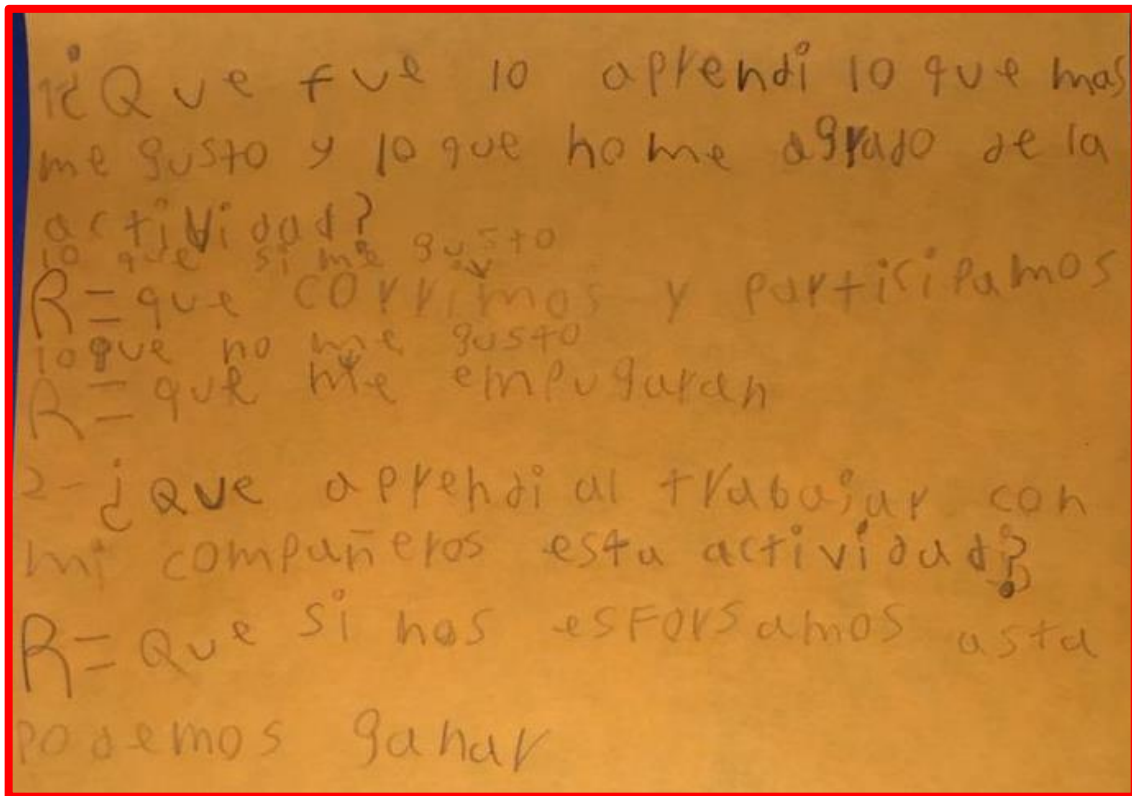 1¿Que fue lo aprendi lo que mas
me gusto y lo que no me agrado de la
actividad?
lo que si me gusto
R= que corrimos y partisipamos
lo que no me gusto
R= que me empugaran
2-¿Que aprendi al trabajar con
mi compañeros esta actividad?
R= Que si nos esforsamos asta
podemos ganar